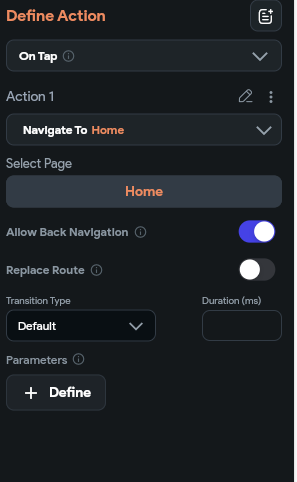 Define Action
On Tap
Action 1
Navigate To Home
Select Page
Home
Allow Back Navigation
Replace Route
Transition Type Duration (ms)
Default
Parameters
+ Define